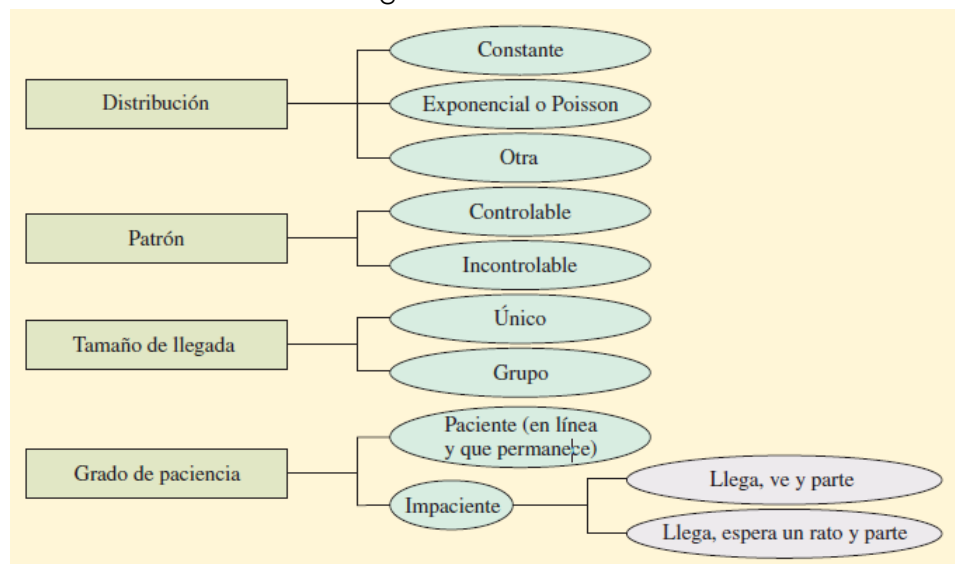 Distribución
Constante
Exponencial o Poisson
Otra
Patrón
Controlable
Incontrolable
Tamaño de llegada
Único
Grupo
Grado de paciencia
Paciente (en línea
y que permanece)
Impaciente
Llega, ve y parte
Llega, espera un rato y parte